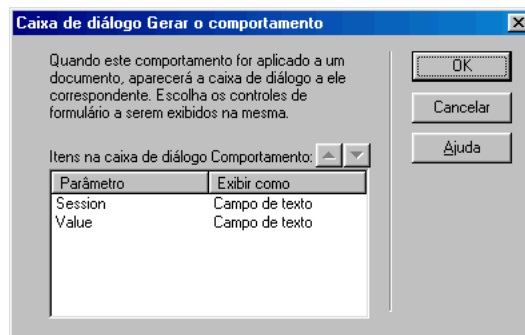 Caixa de diálogo Gerar o comportamento
Quando este comportamento for aplicado a um
documento, aparecerá a caixa de diálogo a ele
correspondente. Escolha os controles de
formulário a serem exibidos na mesma.
OK
Cancelar
Ajuda
Itens na caixa de diálogo Comportamento:
Parâmetro Exibir como
Session Campo de texto
Value Campo de texto